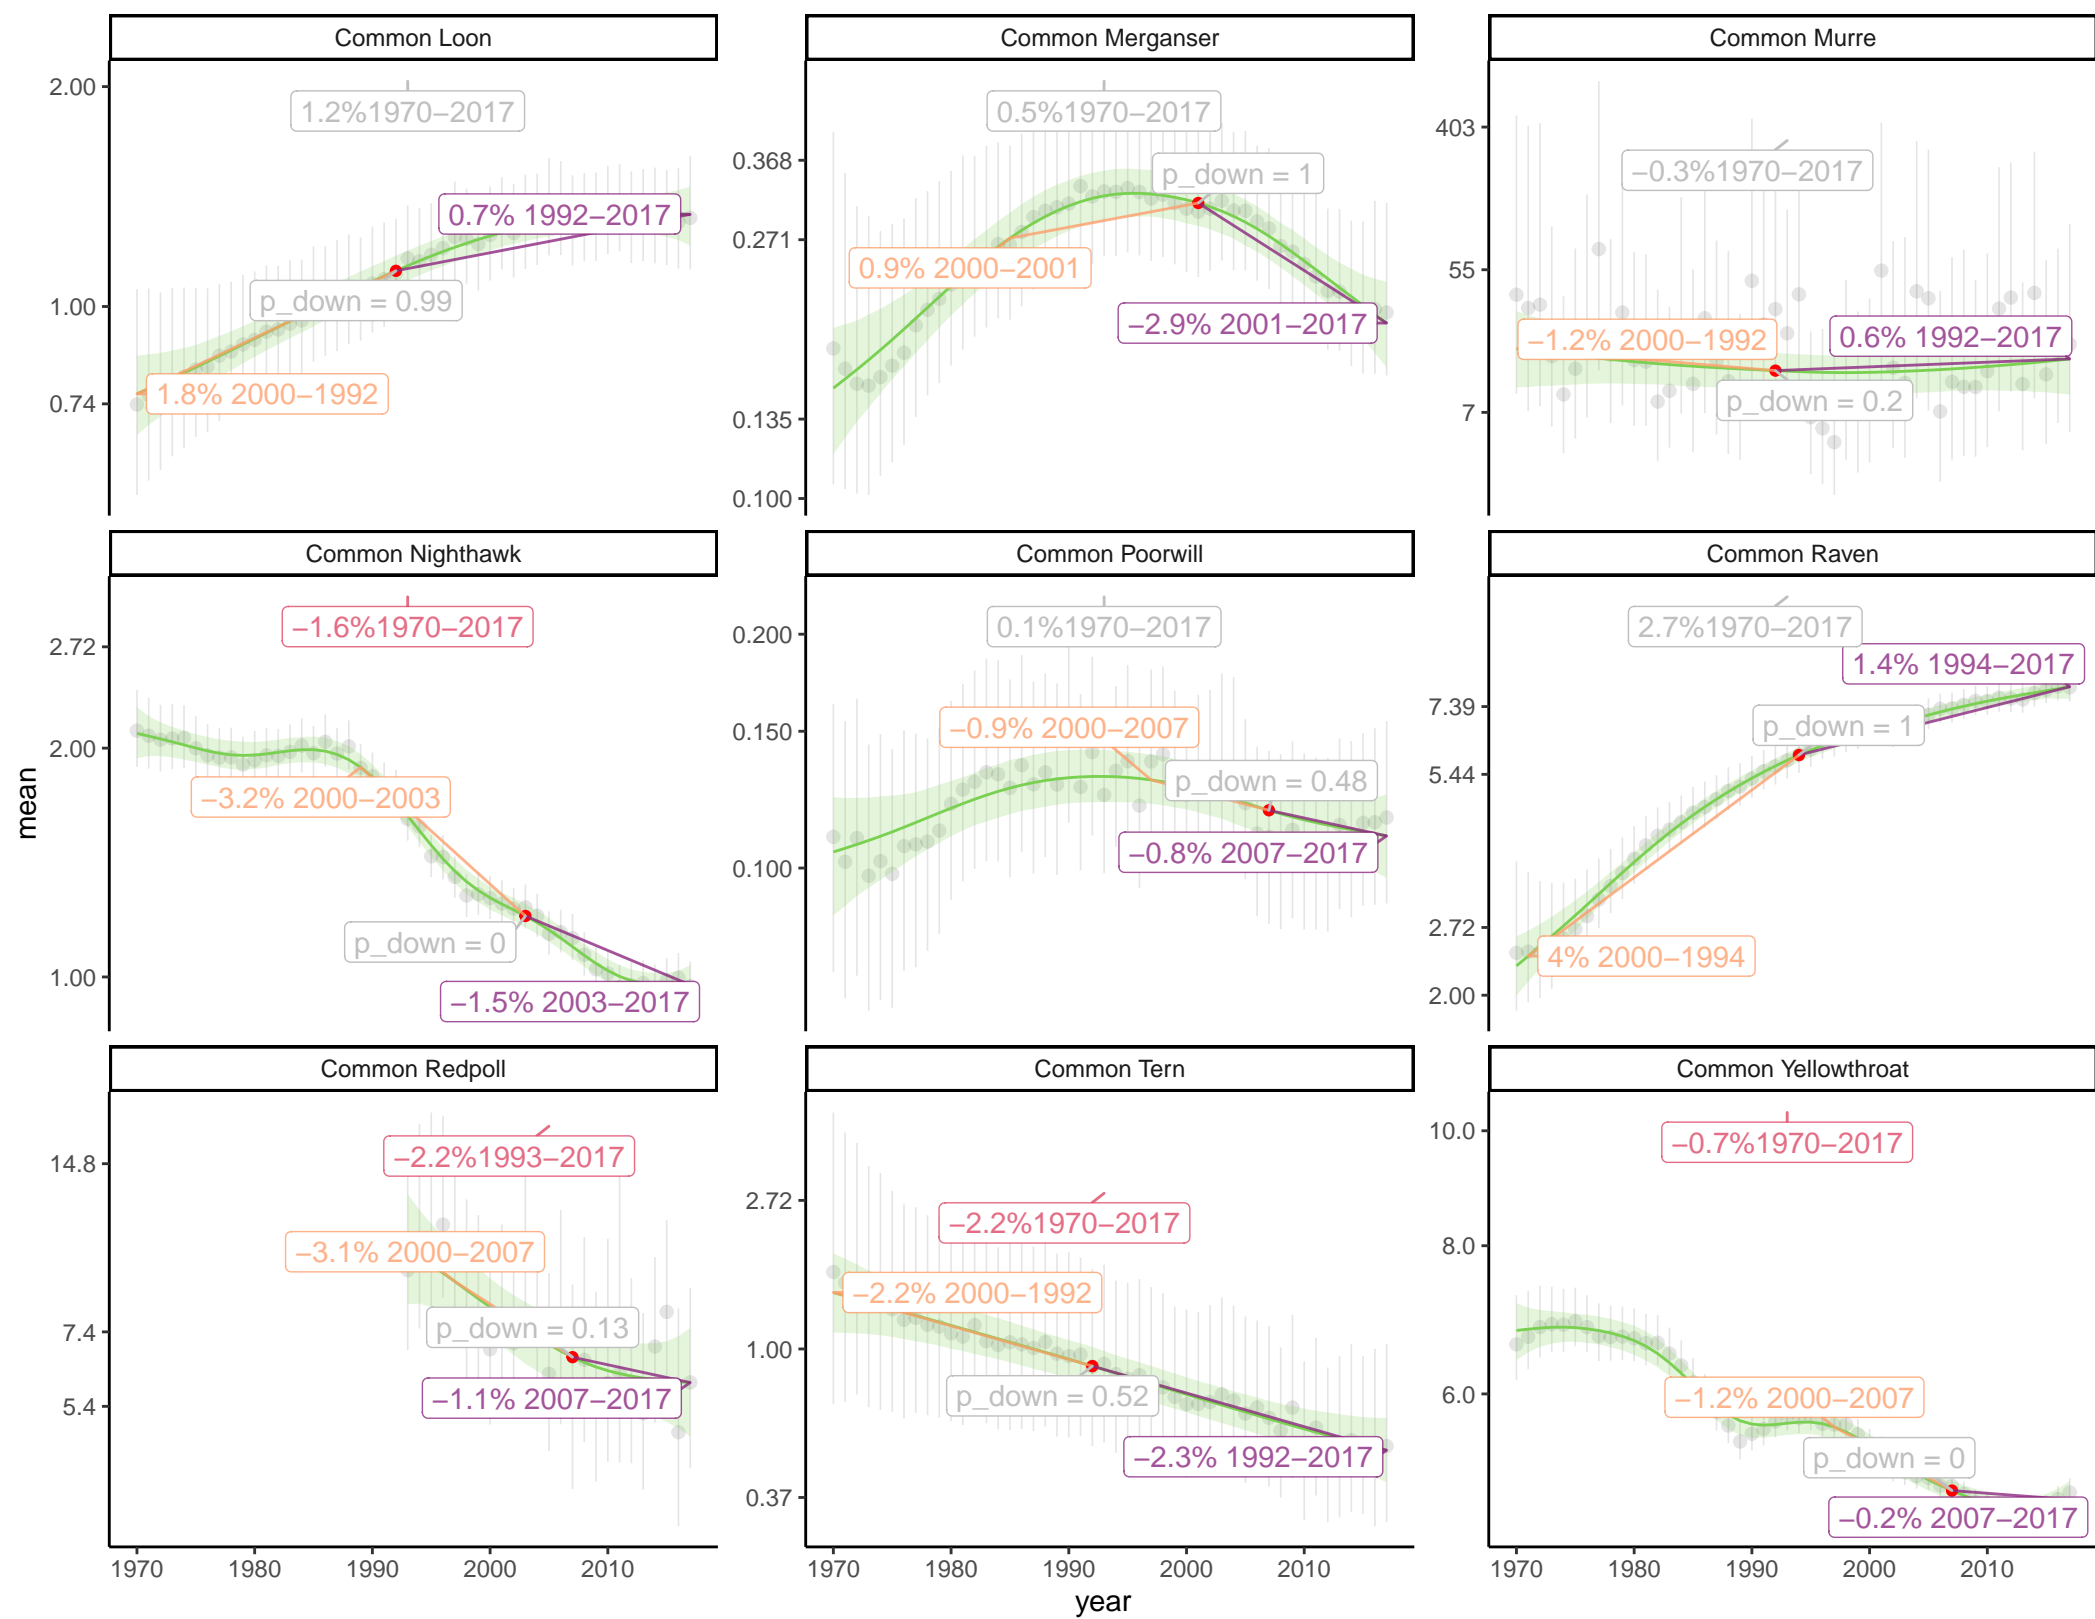 Common Loon
2.00
1.00
0.74
1.2%1970–2017
0.7% 1992–2017
p_down = 0.99
1.8% 2000–1992
Common Merganser
0.368
0.271
0.135
0.100
0.5%1970–2017
p_down = 1
0.9% 2000–2001
–2.9% 2001–2017
Common Murre
403
55
7
–0.3%1970–2017
–1.2% 2000–1992
0.6% 1992–2017
p_down = 0.2
mean
Common Nighthawk
2.72
2.00
1.00
–1.6%1970–2017
–3.2% 2000–2003
p_down = 0
–1.5% 2003–2017
Common Poorwill
0.200
0.150
0.100
0.1%1970–2017
–0.9% 2000–2007
p_down = 0.48
–0.8% 2007–2017
Common Raven
7.39
5.44
2.72
2.00
2.7%1970–2017
1.4% 1994–2017
p_down = 1
4% 2000–1994
Common Redpoll
14.8
7.4
5.4
–2.2%1993–2017
–3.1% 2000–2007
p_down = 0.13
–1.1% 2007–2017
1970 1980 1990 2000 2010
Common Tern
2.72
1.00
0.37
–2.2%1970–2017
–2.2% 2000–1992
p_down = 0.52
–2.3% 1992–2017
1970 1980 1990 2000 2010
Common Yellowthroat
10.0
8.0
6.0
–0.7%1970–2017
–1.2% 2000–2007
p_down = 0
–0.2% 2007–2017
1970 1980 1990 2000 2010
year